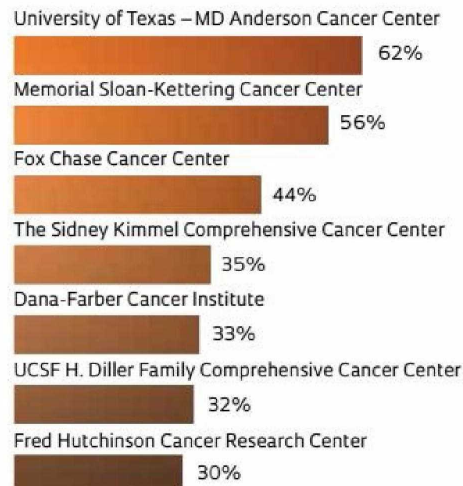 University of Texas – MD Anderson Cancer Center
62%
Memorial Sloan-Kettering Cancer Center
56%
Fox Chase Cancer Center
44%
The Sidney Kimmel Comprehensive Cancer Center
35%
Dana-Farber Cancer Institute
33%
UCSF H. Diller Family Comprehensive Cancer Center
32%
Fred Hutchinson Cancer Research Center
30%